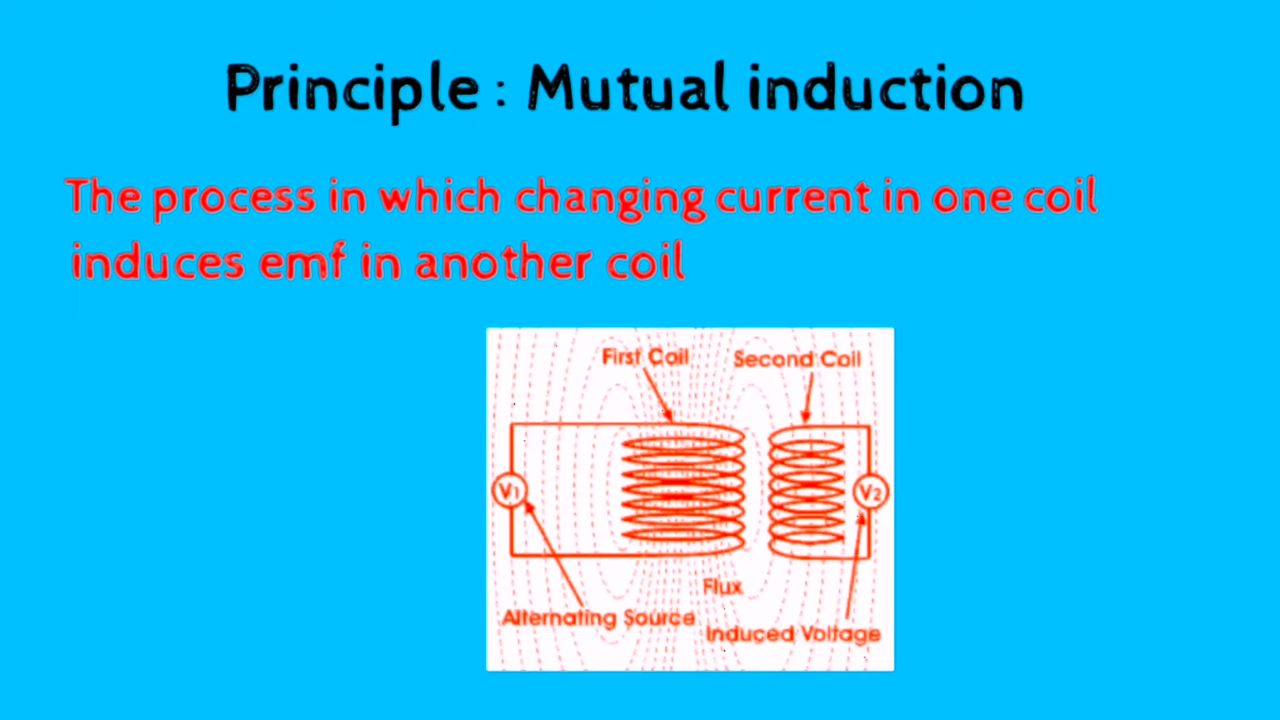 Principle : Mutual induction
The process in which changing current in one coil
induces emf in another coil
First Coil
Second Coil
V1
V2
Flux
Alternating Source
Induced Voltage